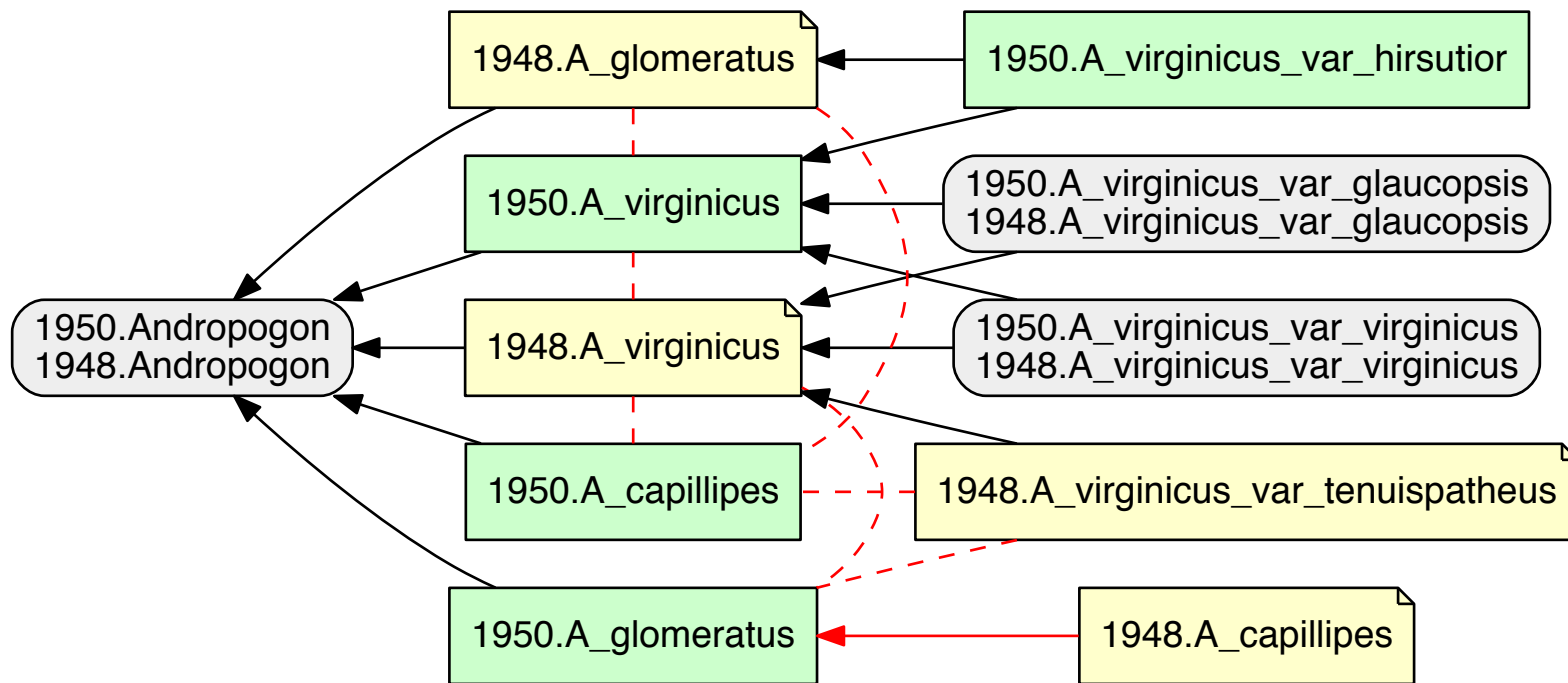 1948.A_glomeratus
1950.A_virginicus_var_hirsutior
1950.A_virginicus
1950.A_virginicus_var_glaucopsis
1948.A_virginicus_var_glaucopsis
1950.Andropogon
1948.Andropogon
1948.A_virginicus
1950.A_virginicus_var_virginicus
1948.A_virginicus_var_virginicus
1950.A_capillipes
1948.A_virginicus_var_tenuispatheus
1950.A_glomeratus
1948.A_capillipes